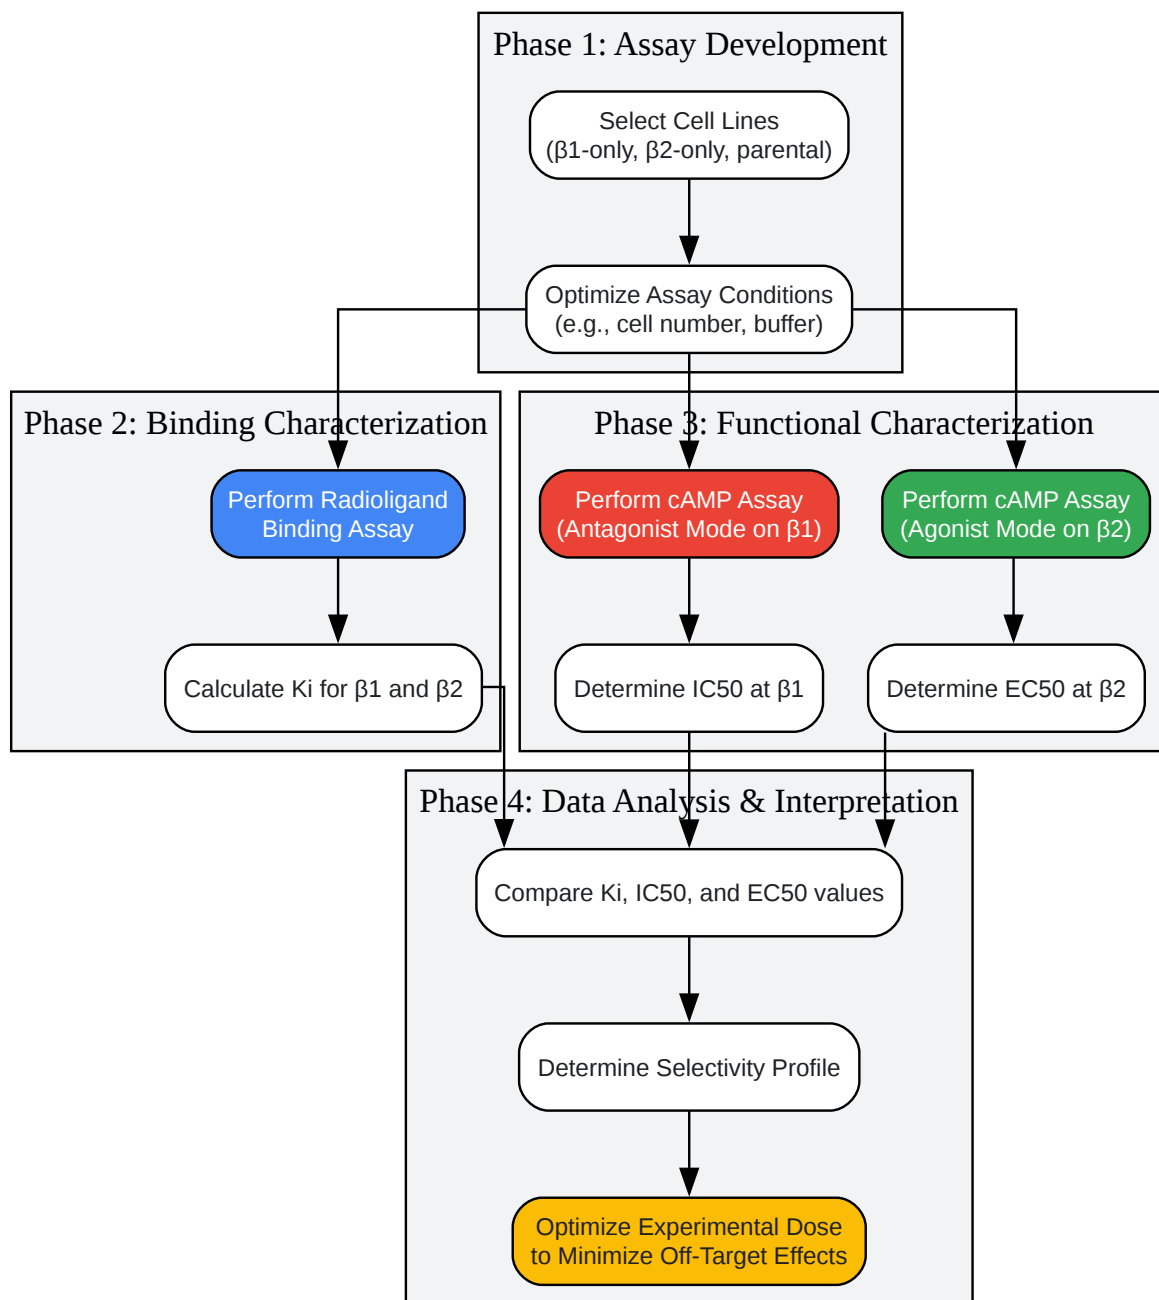 Phase 1: Assay Development
Select Cell Lines
(β1-only, β2-only, parental)
Optimize Assay Conditions
(e.g., cell number, buffer)
Phase 2: Binding Characterization
Perform Radioligand
Binding Assay
Calculate Ki for β1 and β2
Phase 3: Functional Characterization
Perform cAMP Assay
(Antagonist Mode on β1)
Perform cAMP Assay
(Agonist Mode on β2)
Determine IC50 at β1
Determine EC50 at β2
Phase 4: Data Analysis & Interpretation
Compare Ki, IC50, and EC50 values
Determine Selectivity Profile
Optimize Experimental Dose
to Minimize Off-Target Effects